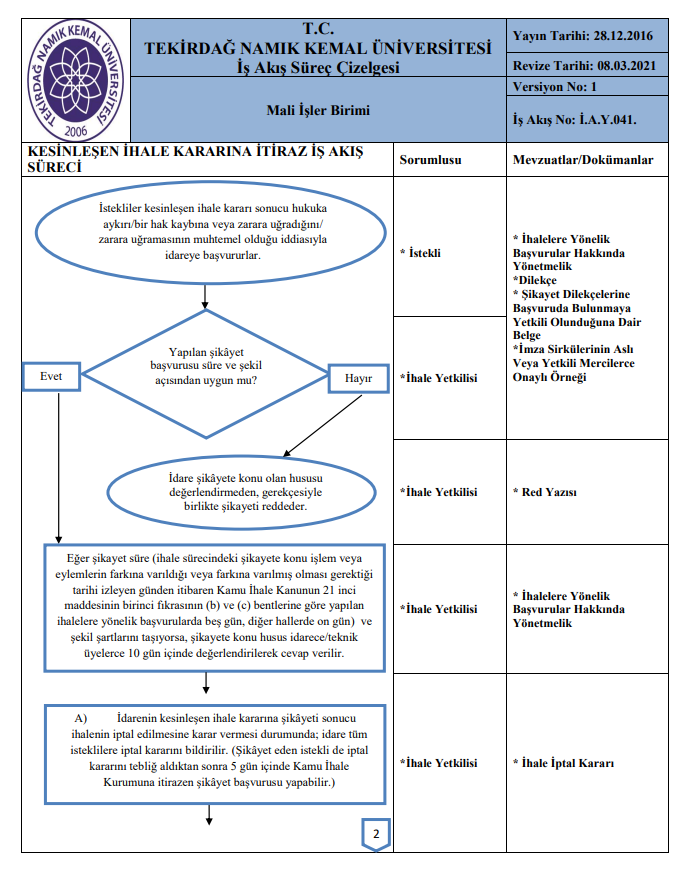 TEKİRDAĞ NAMIK KEMAL ÜNİVERSİTESİ
2006
T.C.
TEKİRDAĞ NAMIK KEMAL ÜNİVERSİTESİ
İş Akış Süreç Çizelgesi
Mali İşler Birimi
Yayın Tarihi: 28.12.2016
Revize Tarihi: 08.03.2021
Versiyon No: 1
İş Akış No: İ.A.Y.041.
KESİNLEŞEN İHALE KARARINA İTİRAZ İŞ AKIŞ
SÜRECİ
Sorumlusu
Mevzuatlar/Dokümanlar
İstekliler kesinleşen ihale kararı sonucu hukuka
aykırı/bir hak kaybına veya zarara uğradığını/
zarara uğramasının muhtemel olduğu iddiasıyla
idareye başvururlar.
* İstekli
* İhalelere Yönelik
Başvurular Hakkında
Yönetmelik
*Dilekçe
* Şikayet Dilekçelerine
Başvuruda Bulunmaya
Yetkili Olunduğuna Dair
Belge
*İmza Sirkülerinin Aslı
Veya Yetkili Mercilerce
Onaylı Örneği
Yapılan şikâyet
başvurusu süre ve şekil
açısından uygun mu?
Evet
Hayır
*İhale Yetkilisi
İdare şikâyete konu olan hususu
değerlendirmeden, gerekçesiyle
birlikte şikayeti reddeder.
*İhale Yetkilisi
* Red Yazısı
Eğer şikayet süre (ihale sürecindeki şikayete konu işlem veya
eylemlerin farkına varıldığı veya farkına varılmış olması gerektiği
tarihi izleyen günden itibaren Kamu İhale Kanunun 21 inci
maddesinin birinci fıkrasının (b) ve (c) bentlerine göre yapılan
ihalelere yönelik başvurularda beş gün, diğer hallerde on gün) ve
şekil şartlarını taşıyorsa, şikayete konu husus idarece/teknik
üyelerce 10 gün içinde değerlendirilerek cevap verilir.
*İhale Yetkilisi
* İhalelere Yönelik
Başvurular Hakkında
Yönetmelik
A) İdarenin kesinleşen ihale kararına şikâyeti sonucu
ihalenin iptal edilmesine karar vermesi durumunda; idare tüm
isteklilere iptal kararını bildirilir. (Şikâyet eden istekli de iptal
kararını tebliğ aldıktan sonra 5 gün içinde Kamu İhale
Kurumuna itirazen şikâyet başvurusu yapabilir.)
*İhale Yetkilisi
* İhale İptal Kararı
2